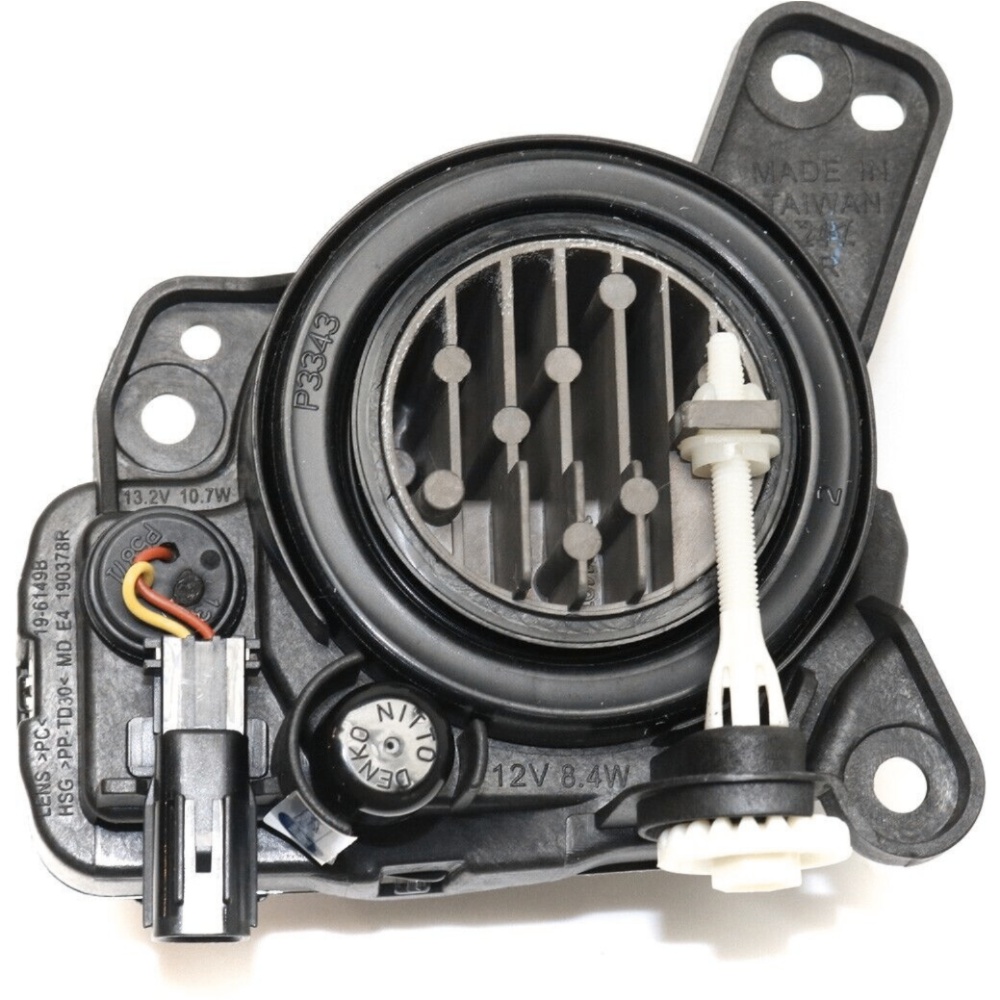 MADE IN
TAIWAN
P3343
13.2V 10.7W
19-6149B
LENS >PC<
HSG >PP-TD30< MD E4 190378R
NITTO
DENKO
12V 8.4W
2